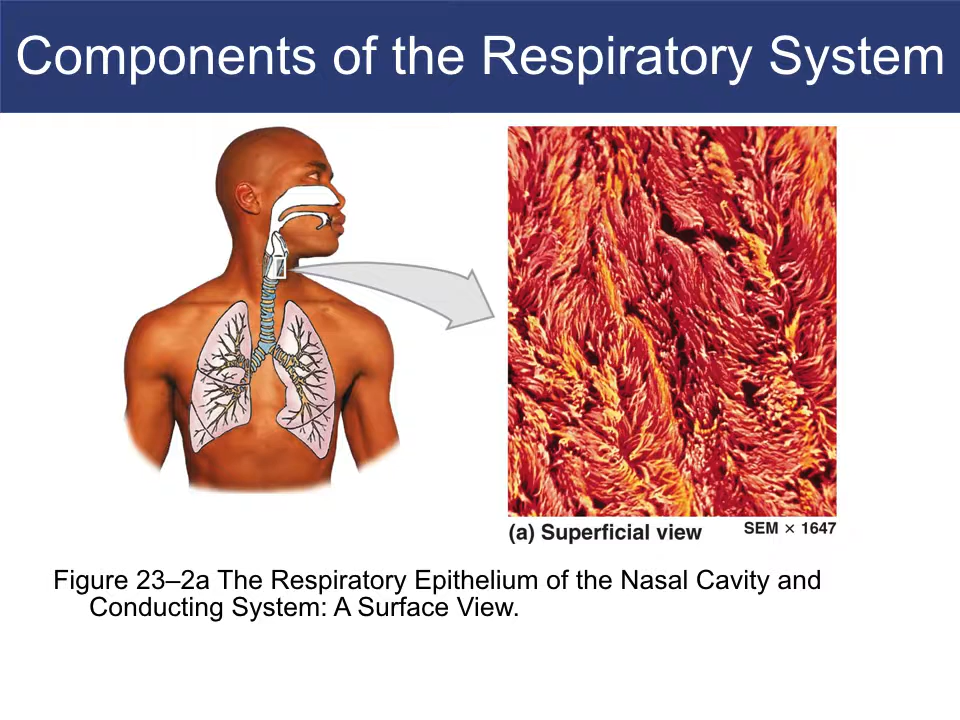 Components of the Respiratory System
(a) Superficial view
SEM × 1647
Figure 23–2a The Respiratory Epithelium of the Nasal Cavity and
Conducting System: A Surface View.